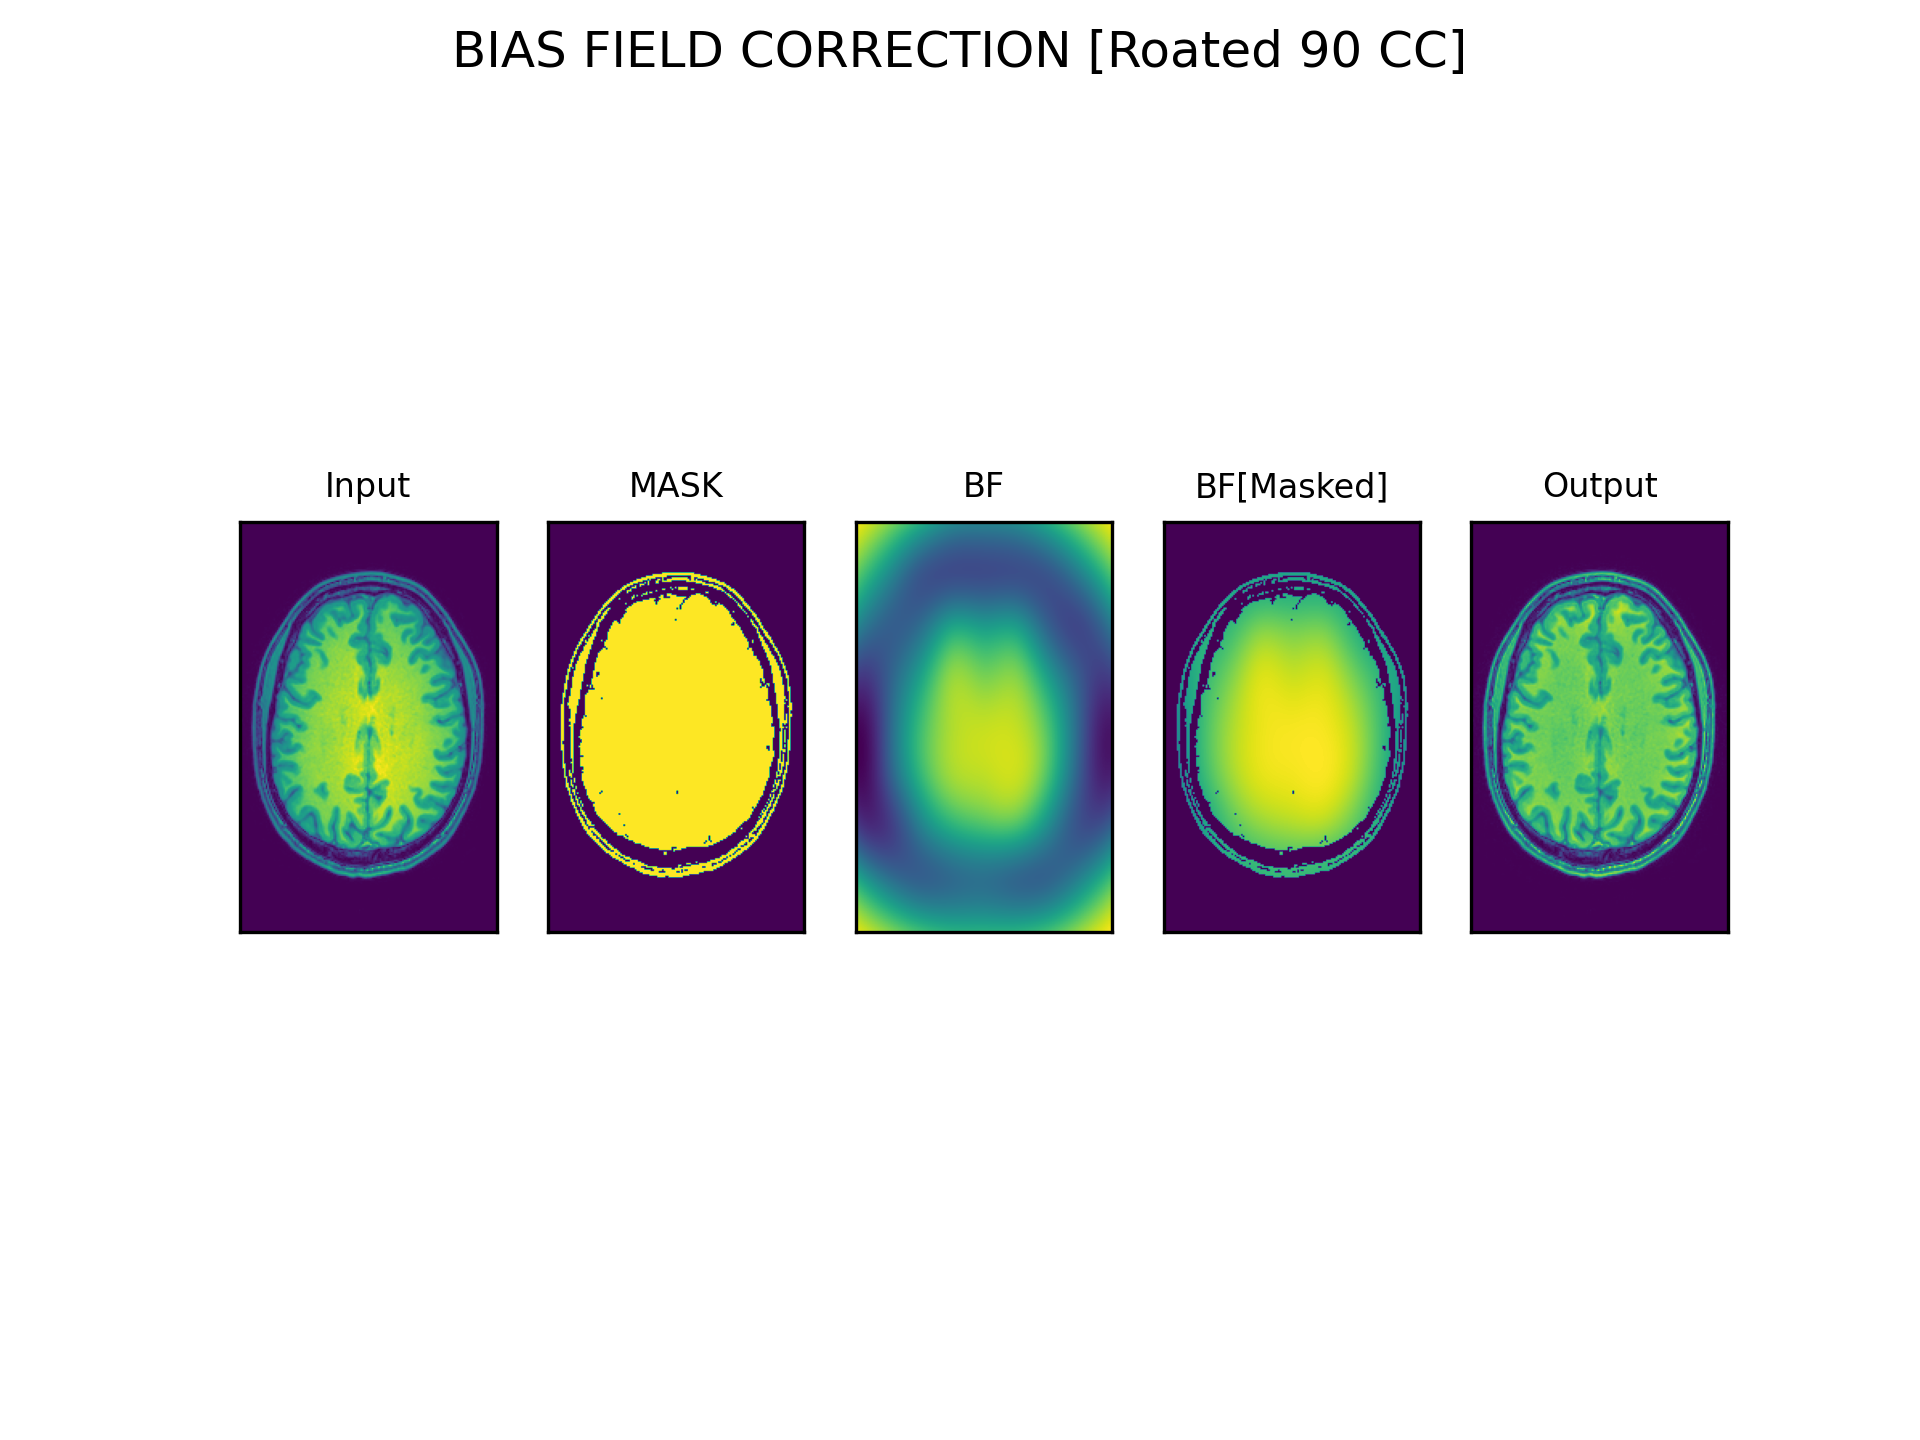 BIAS FIELD CORRECTION [Roated 90 CC]
Input
MASK
BF
BF[Masked]
Output